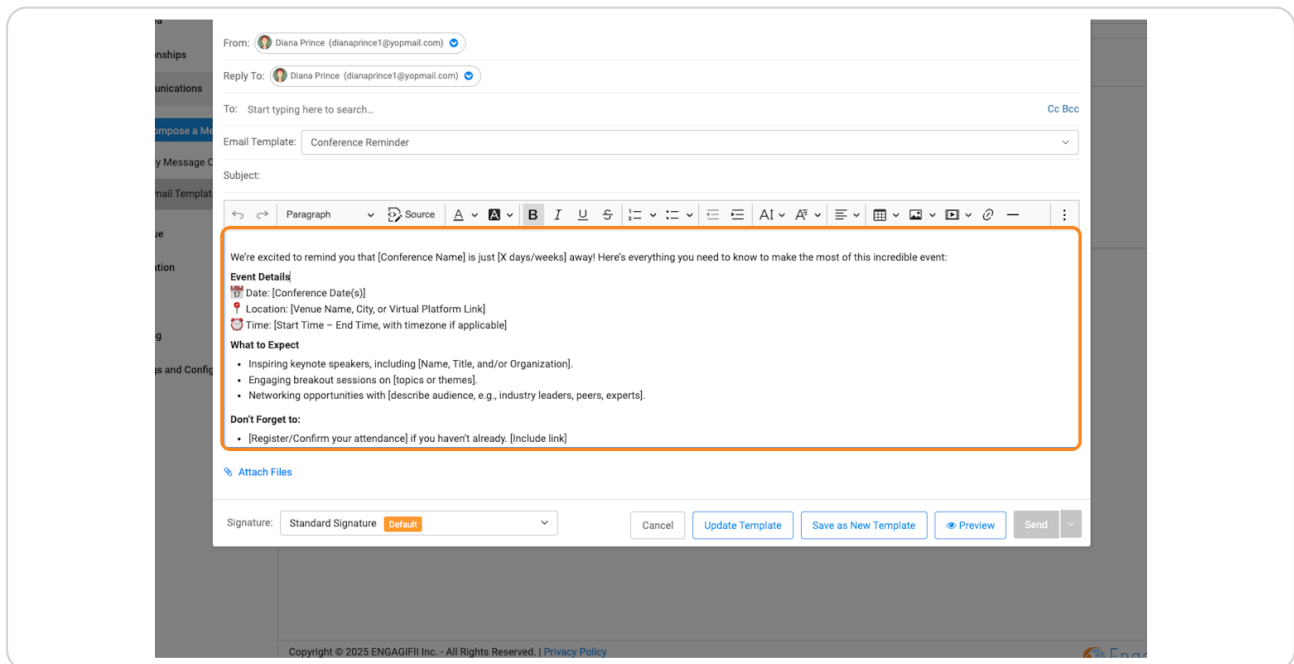 nships
unications
ompose a Me
y Message C
mail Templat
ue
ation
g
gs and Config
From: Diana Prince (dianaprince1@yopmail.com)
Reply To: Diana Prince (dianaprince1@yopmail.com)
To: Start typing here to search...
Cc Bcc
Email Template: Conference Reminder
Subject:
Paragraph Source
We're excited to remind you that [Conference Name] is just [X days/weeks] away! Here's everything you need to know to make the most of this incredible event:
Event Details
📅 Date: [Conference Date(s)]
📍 Location: [Venue Name, City, or Virtual Platform Link]
⏰ Time: [Start Time – End Time, with timezone if applicable]
What to Expect
• Inspiring keynote speakers, including [Name, Title, and/or Organization].
• Engaging breakout sessions on [topics or themes].
• Networking opportunities with [describe audience, e.g., industry leaders, peers, experts].
Don't Forget to:
• [Register/Confirm your attendance] if you haven't already. [Include link]
Attach Files
Signature: Standard Signature Default
Cancel Update Template Save as New Template Preview Send
Copyright © 2025 ENGAGIFII Inc. - All Rights Reserved. | Privacy Policy